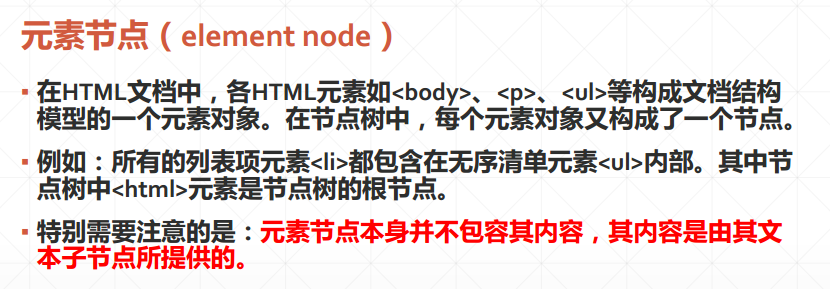 元素节点（element node）
▪ 在HTML文档中，各HTML元素如<body>、<p>、<ul>等构成文档结构
模型的一个元素对象。在节点树中，每个元素对象又构成了一个节点。
▪ 例如：所有的列表项元素<li>都包含在无序清单元素<ul>内部。其中节
点树中<html>元素是节点树的根节点。
▪ 特别需要注意的是：元素节点本身并不包容其内容，其内容是由其文
本子节点所提供的。